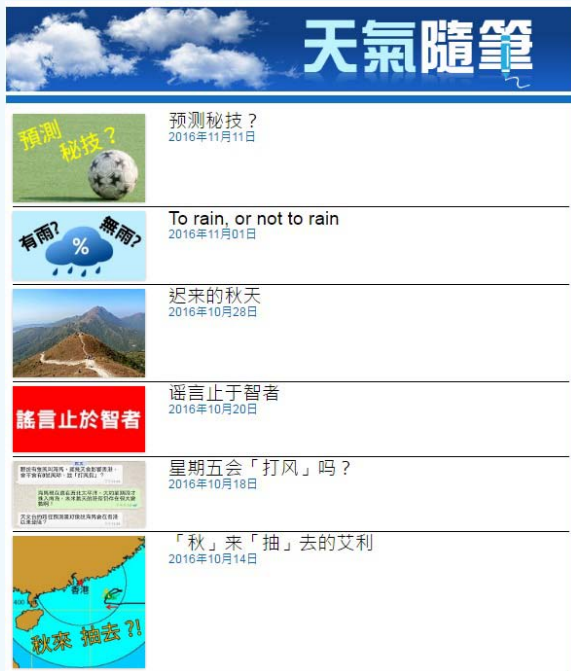 天氣隨筆
預測
秘技？
预测秘技？
2016年11月11日
有雨?
無雨?
%
To rain, or not to rain
2016年11月01日
迟来的秋天
2016年10月28日
謠言止於智者
谣言止于智者
2016年10月20日
星期五会「打风」吗？
2016年10月18日
「秋」来「抽」去的艾利
2016年10月14日
香港
400
秋來 抽去 ?!